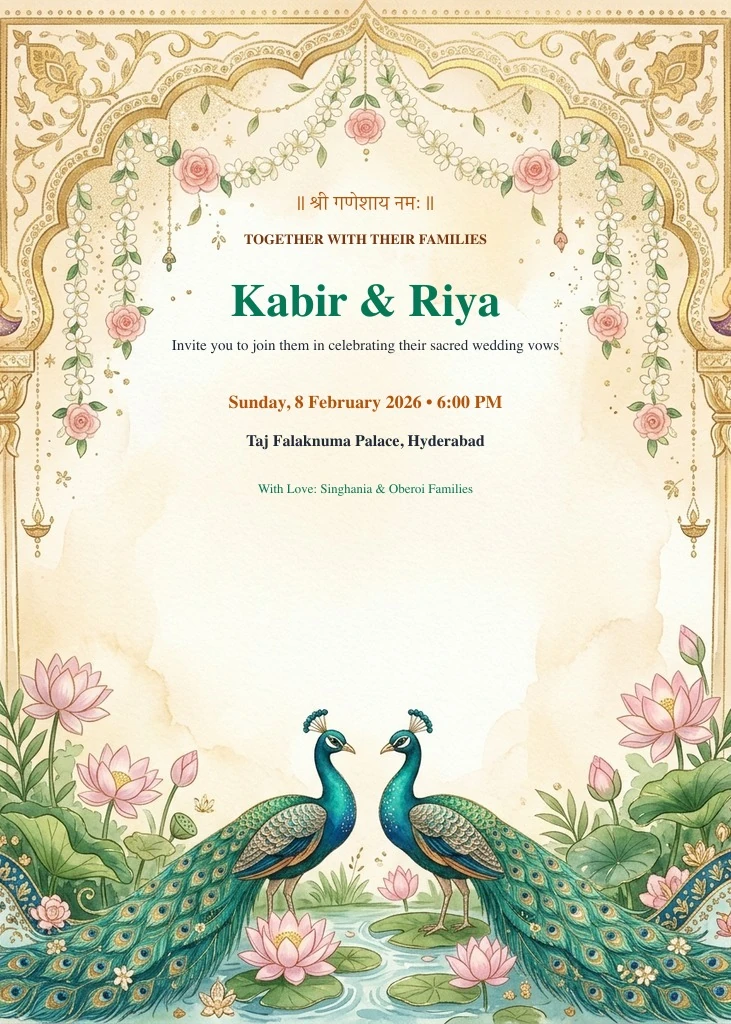 ॥ श्री गणेशाय नमः ॥
TOGETHER WITH THEIR FAMILIES
Kabir & Riya
Invite you to join them in celebrating their sacred wedding vows
Sunday, 8 February 2026 • 6:00 PM
Taj Falaknuma Palace, Hyderabad
With Love: Singhania & Oberoi Families